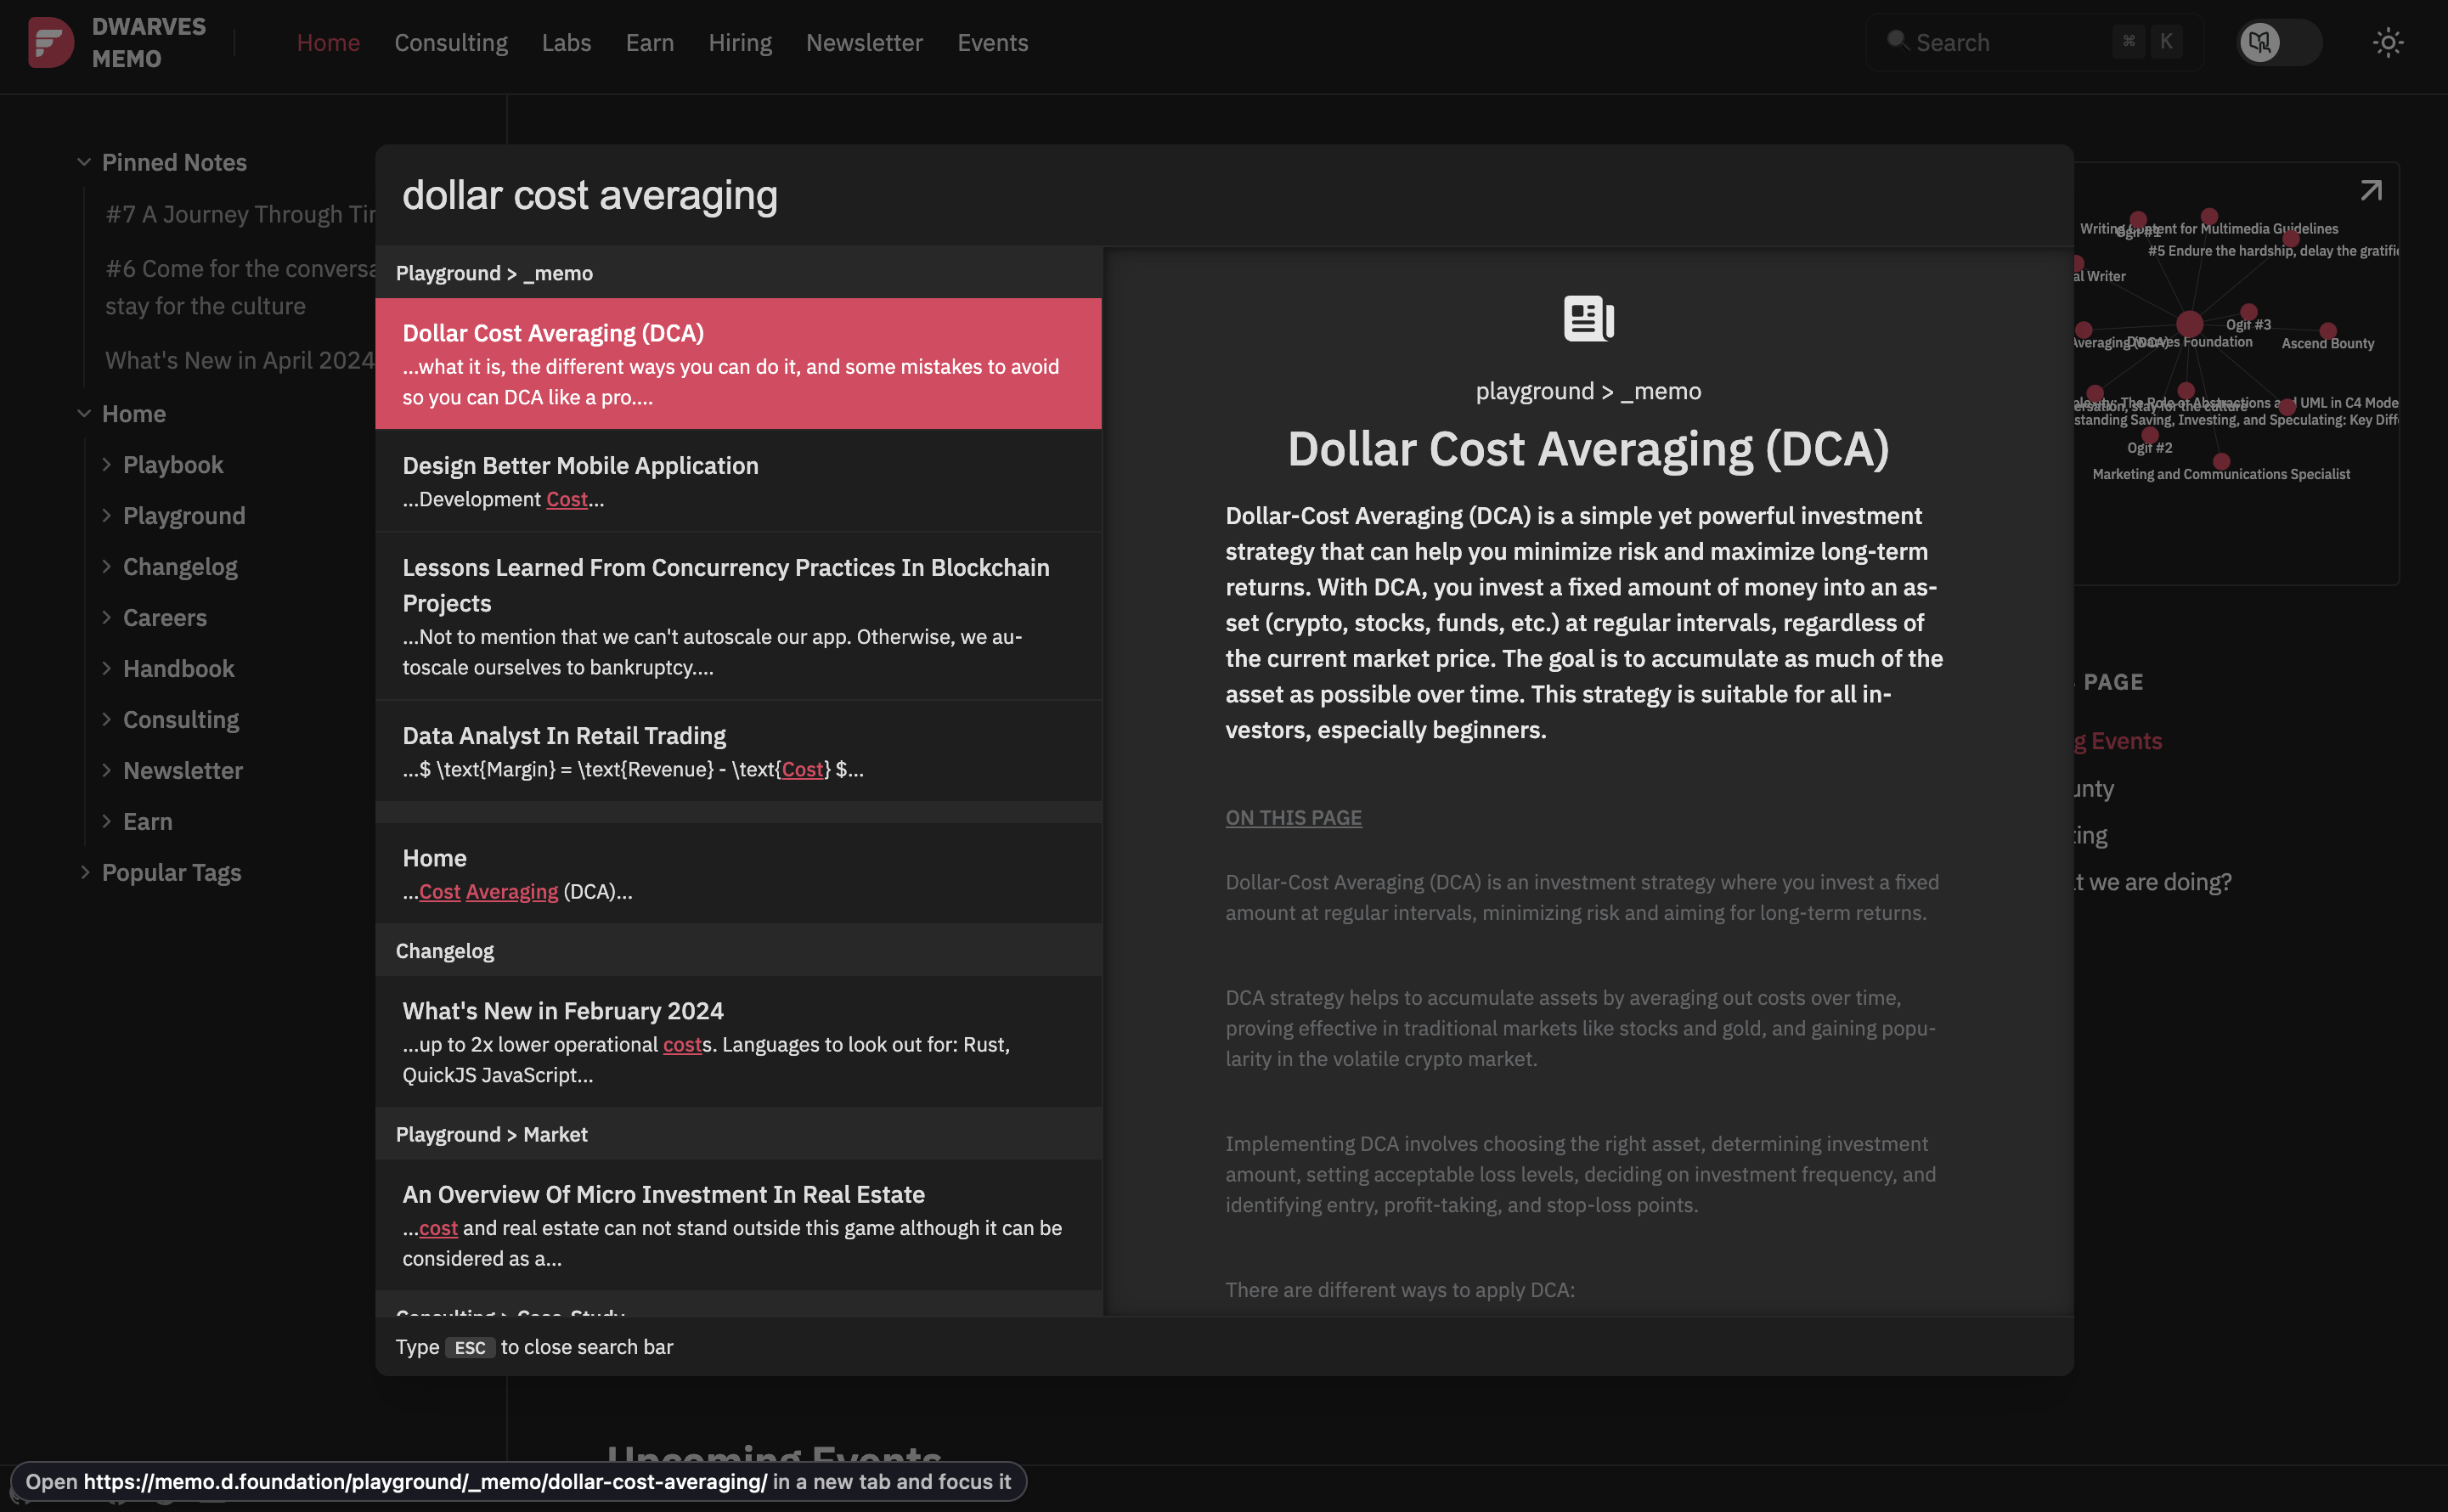 DWARVES
MEMO
Home
Consulting
Labs
Earn
Hiring
Newsletter
Events
Search
⌘ K
Pinned Notes
#7 A Journey Through
#6 Come for the
stay for the culture
What's New in April 2024
Home
Playbook
Playground
Changelog
Careers
Handbook
Consulting
Newsletter
Earn
Popular Tags
dollar cost averaging
Playground > _memo
Dollar Cost Averaging (DCA)
...what it is, the different ways you can do it, and some mistakes to avoid
so you can DCA like a pro....
Design Better Mobile Application
...Development Cost...
Lessons Learned From Concurrency Practices In Blockchain
Projects
...Not to mention that we can't autoscale our app. Otherwise, we au-
toscale ourselves to bankruptcy....
Data Analyst In Retail Trading
...$ \text{Margin} = \text{Revenue} - \text{Cost} $...
Home
...Cost Averaging (DCA)...
Changelog
What's New in February 2024
...up to 2x lower operational costs. Languages to look out for: Rust,
QuickJS JavaScript...
Playground > Market
An Overview Of Micro Investment In Real Estate
...cost and real estate can not stand outside this game although it can be
considered as a...
Consulting > Case-Study
Type ESC to close search bar
playground > _memo
Dollar Cost Averaging (DCA)
Dollar-Cost Averaging (DCA) is a simple yet powerful investment
strategy that can help you minimize risk and maximize long-term
returns. With DCA, you invest a fixed amount of money into an as-
set (crypto, stocks, funds, etc.) at regular intervals, regardless of
the current market price. The goal is to accumulate as much of the
asset as possible over time. This strategy is suitable for all in-
vestors, especially beginners.
ON THIS PAGE
Dollar-Cost Averaging (DCA) is an investment strategy where you invest a fixed
amount at regular intervals, minimizing risk and aiming for long-term returns.
DCA strategy helps to accumulate assets by averaging out costs over time,
proving effective in traditional markets like stocks and gold, and gaining popu-
larity in the volatile crypto market.
Implementing DCA involves choosing the right asset, determining investment
amount, setting acceptable loss levels, deciding on investment frequency, and
identifying entry, profit-taking, and stop-loss points.
There are different ways to apply DCA:
Writing Content for Multimedia Guidelines
Ogif #1
#5 Endure the hardship, delay the
al Writer
Ogif #3
Averaging (DCA)
Dwarves Foundation
Ascend Bounty
The Role of Abstractions and UML in C4
stay for the culture
standing Saving, Investing, and Speculating: Key
Ogif #2
Marketing and Communications Specialist
PAGE
Events
we are doing?
Upcoming Events
Open https://memo.d.foundation/playground/_memo/dollar-cost-averaging/ in a new tab and focus it